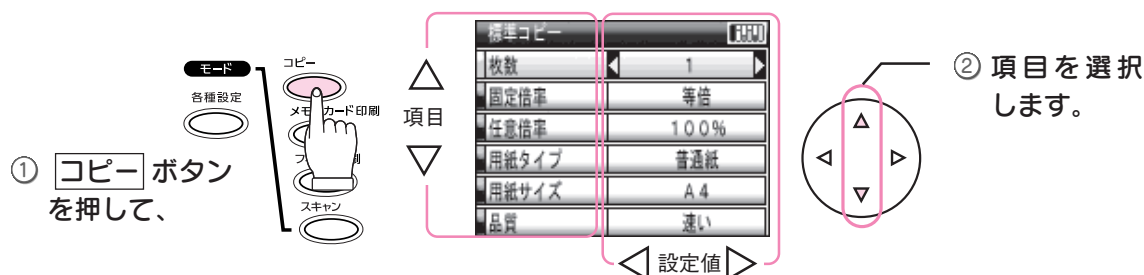 ① コピー ボタン
を押して、
モード
各種設定
コピー
メモ カード印刷
フ 刷
スキャン
項目
標準コピー
枚数 1
固定倍率 等倍
任意倍率 100%
用紙タイプ 普通紙
用紙サイズ A4
品質 速い
設定値
② 項目を選択
します。